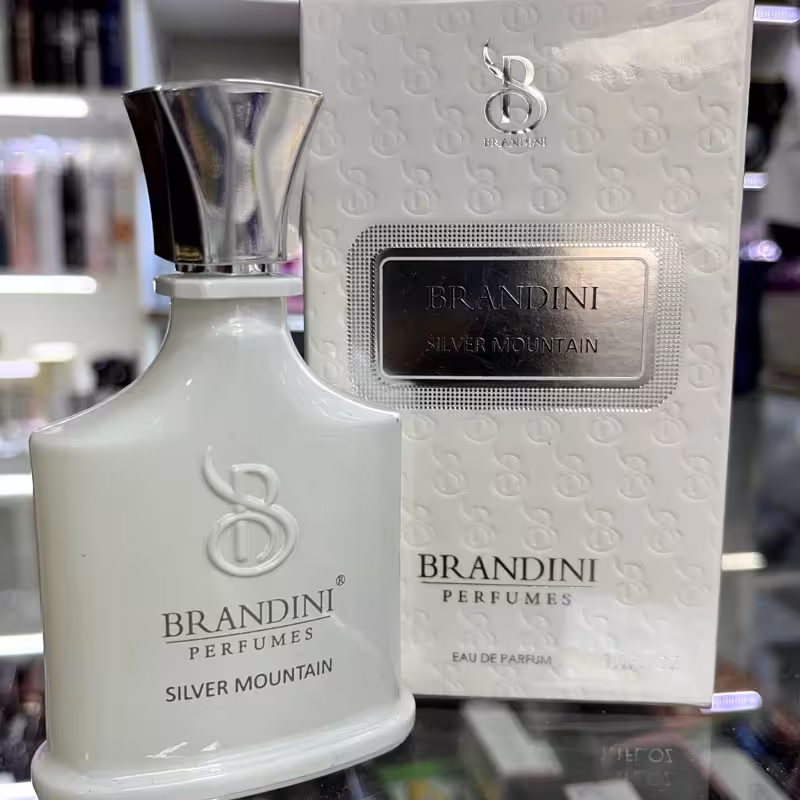 BRANDINI
BRANDINI
SILVER MOUNTAIN
BRANDINI
PERFUMES
EAU DE PARFUM
BRANDINI®
PERFUMES
SILVER MOUNTAIN